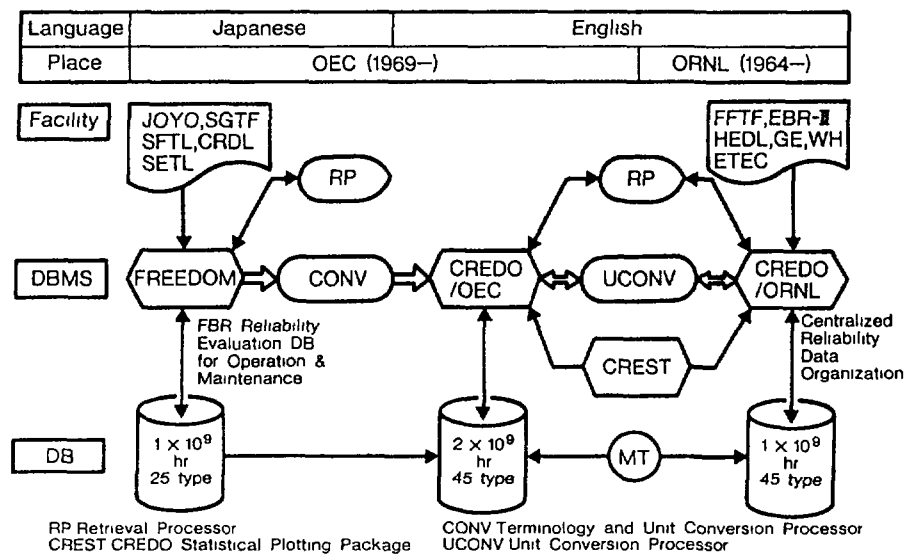 Language Japanese English
Place OEC (1969–) ORNL (1964–)
Facility
JOYO,SGTF
SFTL,CRDL
SETL
FFTF,EBR-II
HEDL,GE,WH
ETEC
RP
RP
DBMS
FREEDOM
CONV
CREDO
/OEC
UCONV
CREDO
/ORNL
FBR Reliability
Evaluation DB
for Operation &
Maintenance
CREST
Centralized
Reliability
Data
Organization
DB
1 × 10⁹
hr
25 type
2 × 10⁹
hr
45 type
MT
1 × 10⁹
hr
45 type
RP Retrieval Processor
CREST CREDO Statistical Plotting Package
CONV Terminology and Unit Conversion Processor
UCONV Unit Conversion Processor